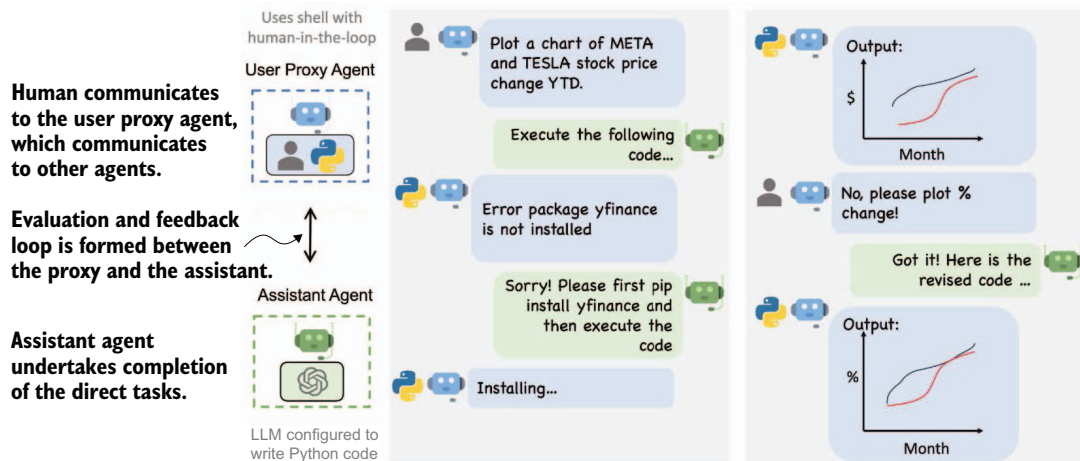 Human communicates
to the user proxy agent,
which communicates
to other agents.
Evaluation and feedback
loop is formed between
the proxy and the assistant.
Assistant agent
undertakes completion
of the direct tasks.
Uses shell with
human-in-the-loop
User Proxy Agent
Assistant Agent
LLM configured to
write Python code
Plot a chart of META
and TESLA stock price
change YTD.
Execute the following
code...
Error package yfinance
is not installed
Sorry! Please first pip
install yfinance and
then execute the
code
Installing...
Output:
$
Month
No, please plot %
change!
Got it! Here is the
revised code ...
Output:
%
Month